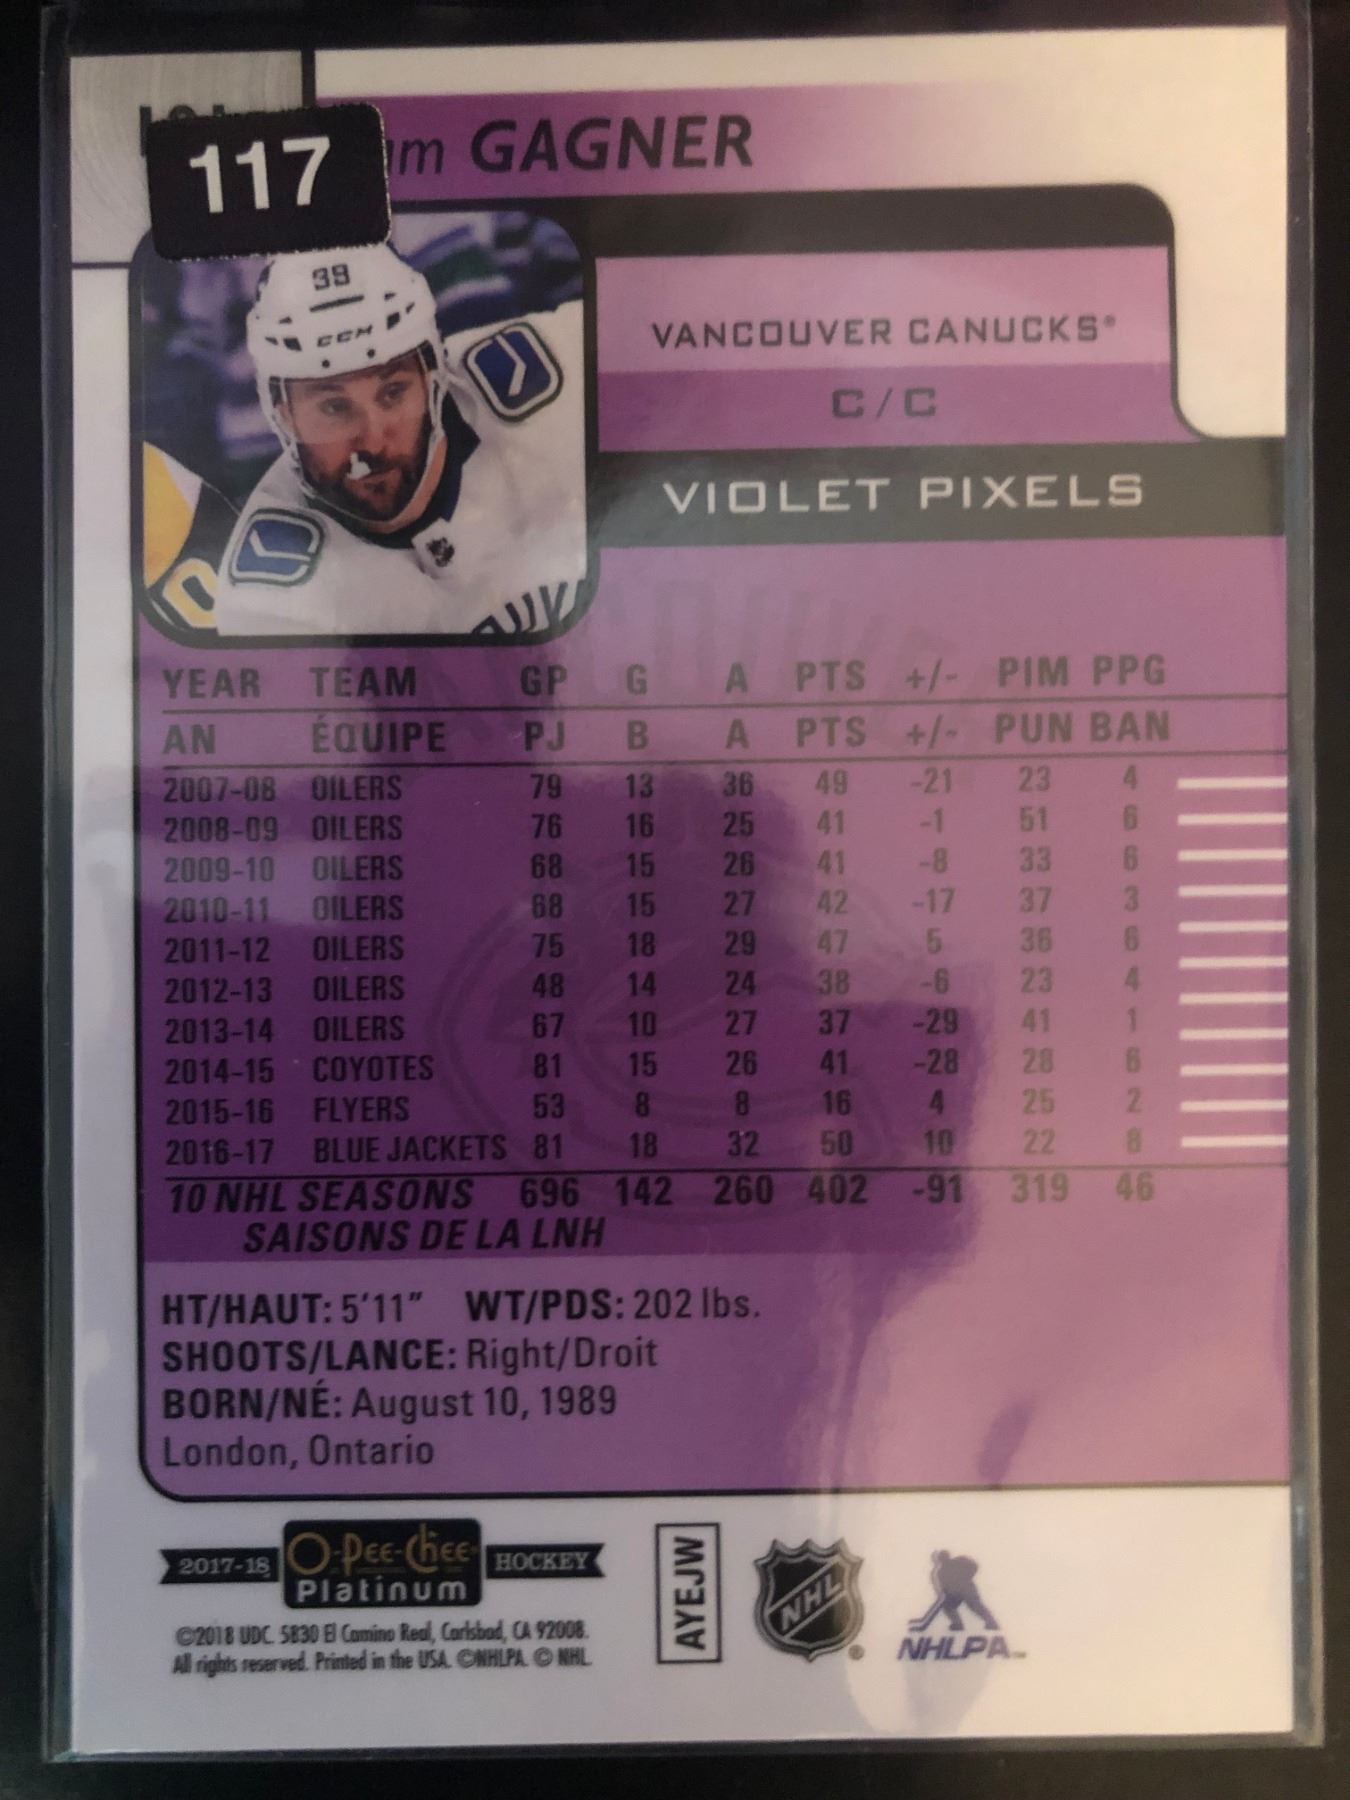 117
am GAGNER
39
CCM
VANCOUVER CANUCKS®
C / C
VIOLET PIXELS
YEAR TEAM GP G A PTS +/- PIM PPG
AN ÉQUIPE PJ B A PTS +/- PUN BAN
2007-08 OILERS 79 13 36 49 -21 23 4
2008-09 OILERS 76 16 25 41 -1 51 6
2009-10 OILERS 68 15 26 41 -8 33 6
2010-11 OILERS 68 15 27 42 -17 37 3
2011-12 OILERS 75 18 29 47 5 36 6
2012-13 OILERS 48 14 24 38 -6 23 4
2013-14 OILERS 67 10 27 37 -29 41 1
2014-15 COYOTES 81 15 26 41 -28 28 6
2015-16 FLYERS 53 8 8 16 4 25 2
2016-17 BLUE JACKETS 81 18 32 50 10 22 8
10 NHL SEASONS 696 142 260 402 -91 319 46
SAISONS DE LA LNH
HT/HAUT: 5'11" WT/PDS: 202 lbs.
SHOOTS/LANCE: Right/Droit
BORN/NÉ: August 10, 1989
London, Ontario
2017-18 O-Pee-Chee Platinum HOCKEY
©2018 UDC. 5830 El Camino Real, Carlsbad, CA 92008.
All rights reserved. Printed in the USA. ©NHLPA. © NHL.
AYEJW
NHL®
NHLPA™